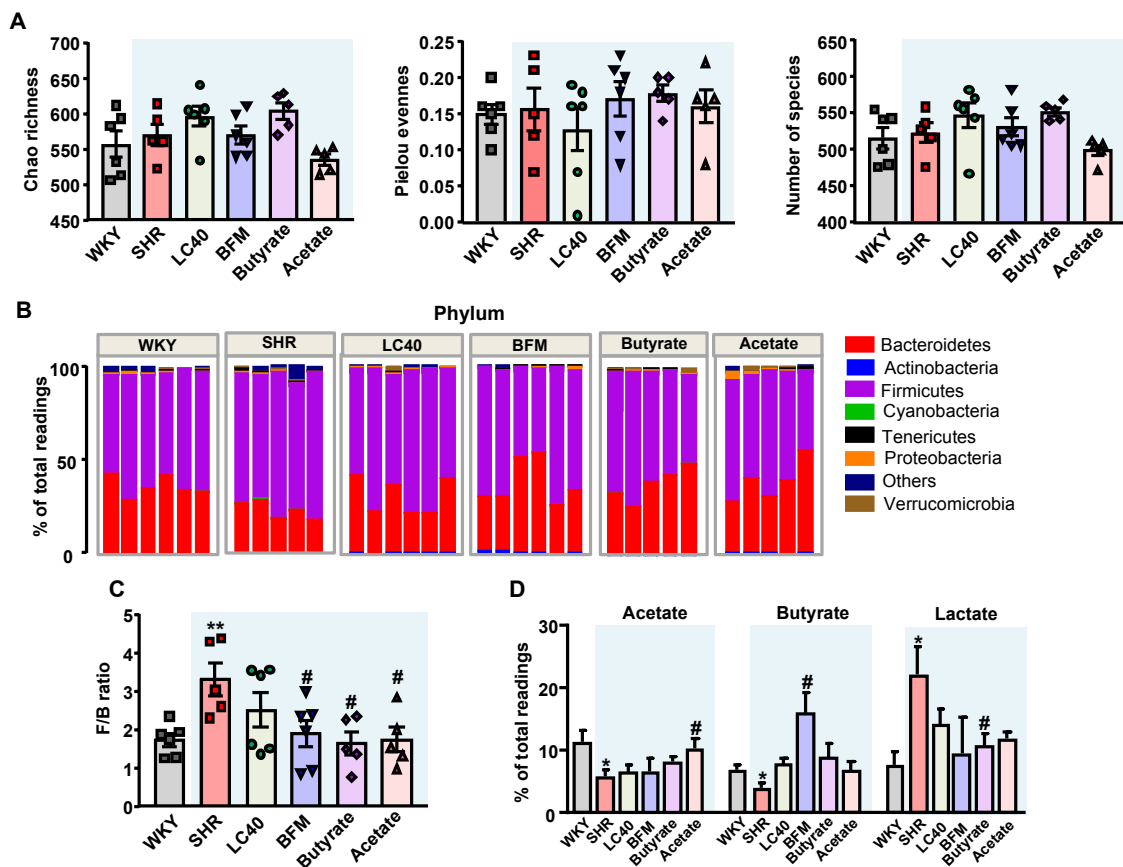 A
Chao richness
700
650
600
550
500
450
WKY
SHR
LC40
BFM
Butyrate
Acetate
Pielou evennes
0.25
0.20
0.15
0.10
0.05
0.00
WKY
SHR
LC40
BFM
Butyrate
Acetate
Number of species
650
600
550
500
450
400
WKY
SHR
LC40
BFM
Butyrate
Acetate
B
Phylum
WKY
SHR
LC40
BFM
Butyrate
Acetate
% of total readings
100
50
0
Bacteroidetes
Actinobacteria
Firmicutes
Cyanobacteria
Tenericutes
Proteobacteria
Others
Verrucomicrobia
C
F/B ratio
5
4
3
2
1
0
**
#
#
#
WKY
SHR
LC40
BFM
Butyrate
Acetate
D
% of total readings
30
20
10
0
Acetate
*
#
WKY
SHR
LC40
BFM
Butyrate
Acetate
Butyrate
*
#
WKY
SHR
LC40
BFM
Butyrate
Acetate
Lactate
*
#
WKY
SHR
LC40
BFM
Butyrate
Acetate